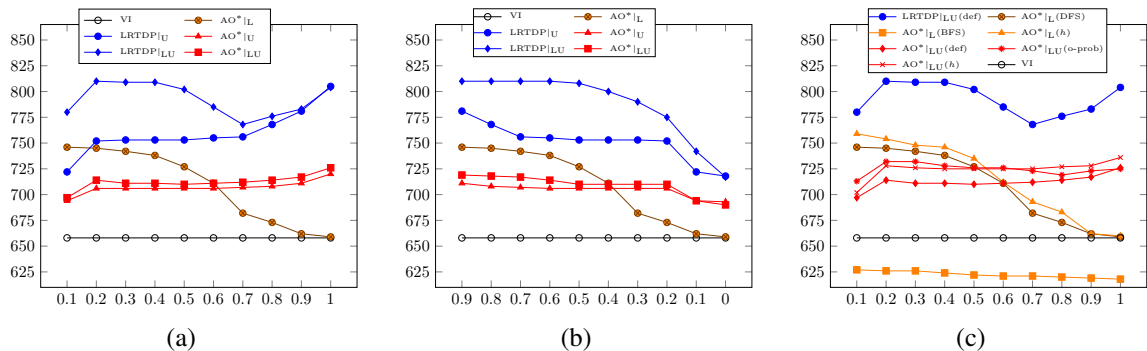 VI
AO*|L
LRTDP|U
AO*|U
LRTDP|LU
AO*|LU
850
825
800
775
750
725
700
675
650
625
0.1 0.2 0.3 0.4 0.5 0.6 0.7 0.8 0.9 1
(a)
VI
AO*|L
LRTDP|U
AO*|U
LRTDP|LU
AO*|LU
850
825
800
775
750
725
700
675
650
625
0.9 0.8 0.7 0.6 0.5 0.4 0.3 0.2 0.1 0
(b)
LRTDP|LU(def)
AO*|L(DFS)
AO*|L(BFS)
AO*|L(h)
AO*|LU(def)
AO*|LU(o-prob)
AO*|LU(h)
VI
850
825
800
775
750
725
700
675
650
625
0.1 0.2 0.3 0.4 0.5 0.6 0.7 0.8 0.9 1
(c)